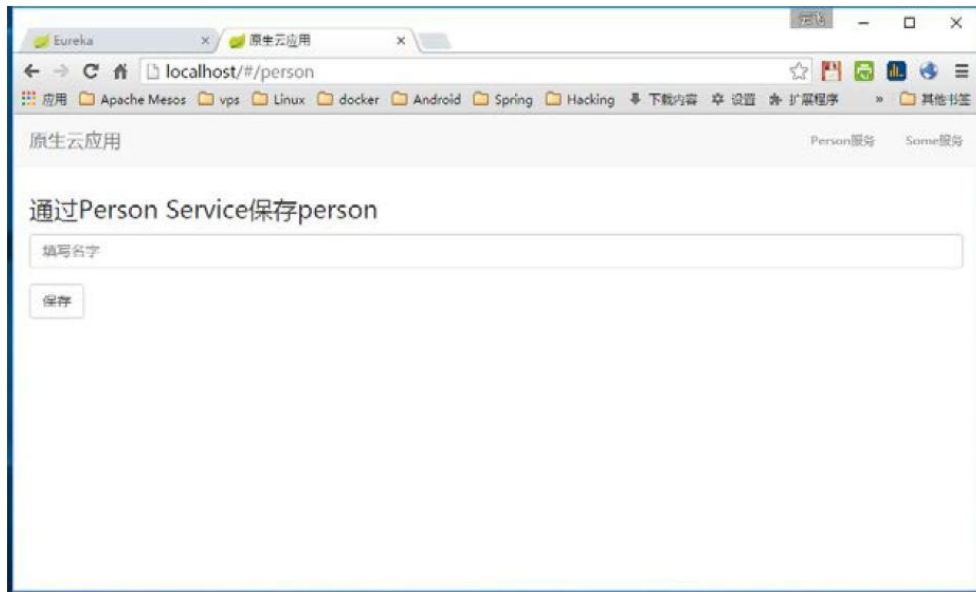 云飞
Eureka 原生云应用
localhost/#/person
应用 Apache Mesos vps Linux docker Android Spring Hacking 下载内容 设置 扩展程序 » 其他书签
原生云应用 Person服务 Some服务
通过Person Service保存person
填写名字
保存